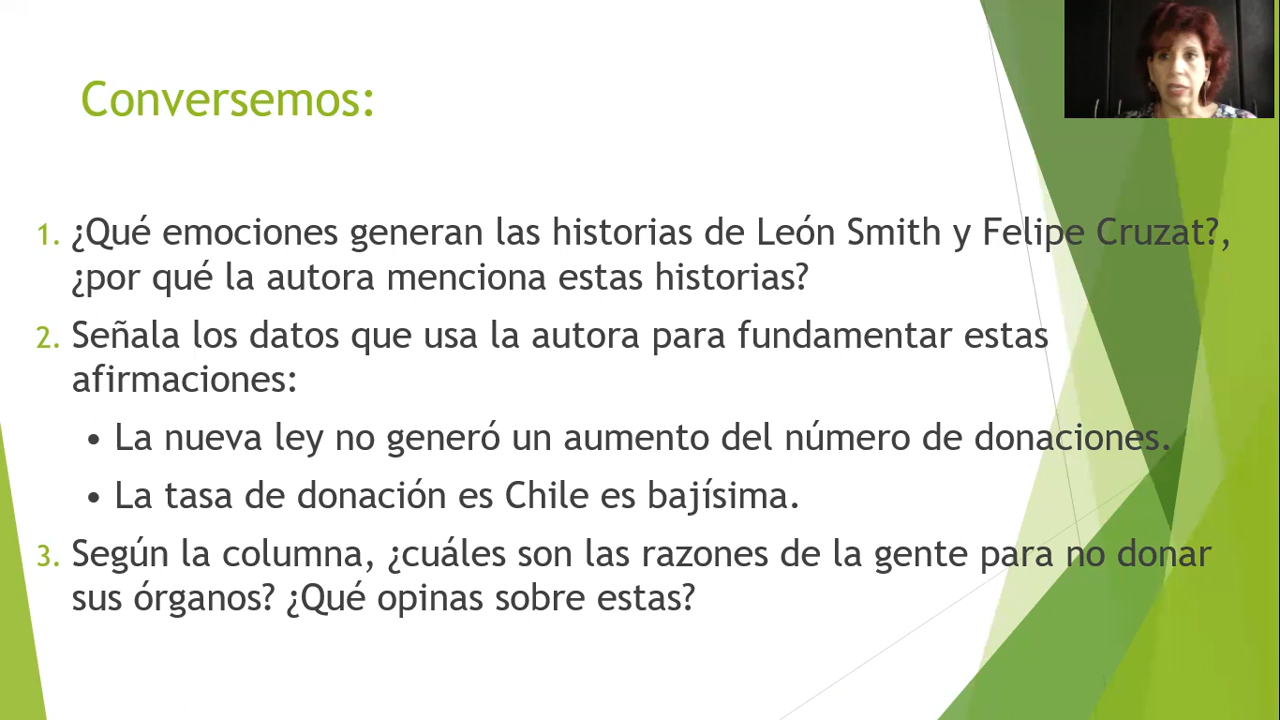 Conversemos:
1. ¿Qué emociones generan las historias de León Smith y Felipe Cruzat?,
¿por qué la autora menciona estas historias?
2. Señala los datos que usa la autora para fundamentar estas
afirmaciones:
• La nueva ley no generó un aumento del número de donaciones.
• La tasa de donación es Chile es bajísima.
3. Según la columna, ¿cuáles son las razones de la gente para no donar
sus órganos? ¿Qué opinas sobre estas?